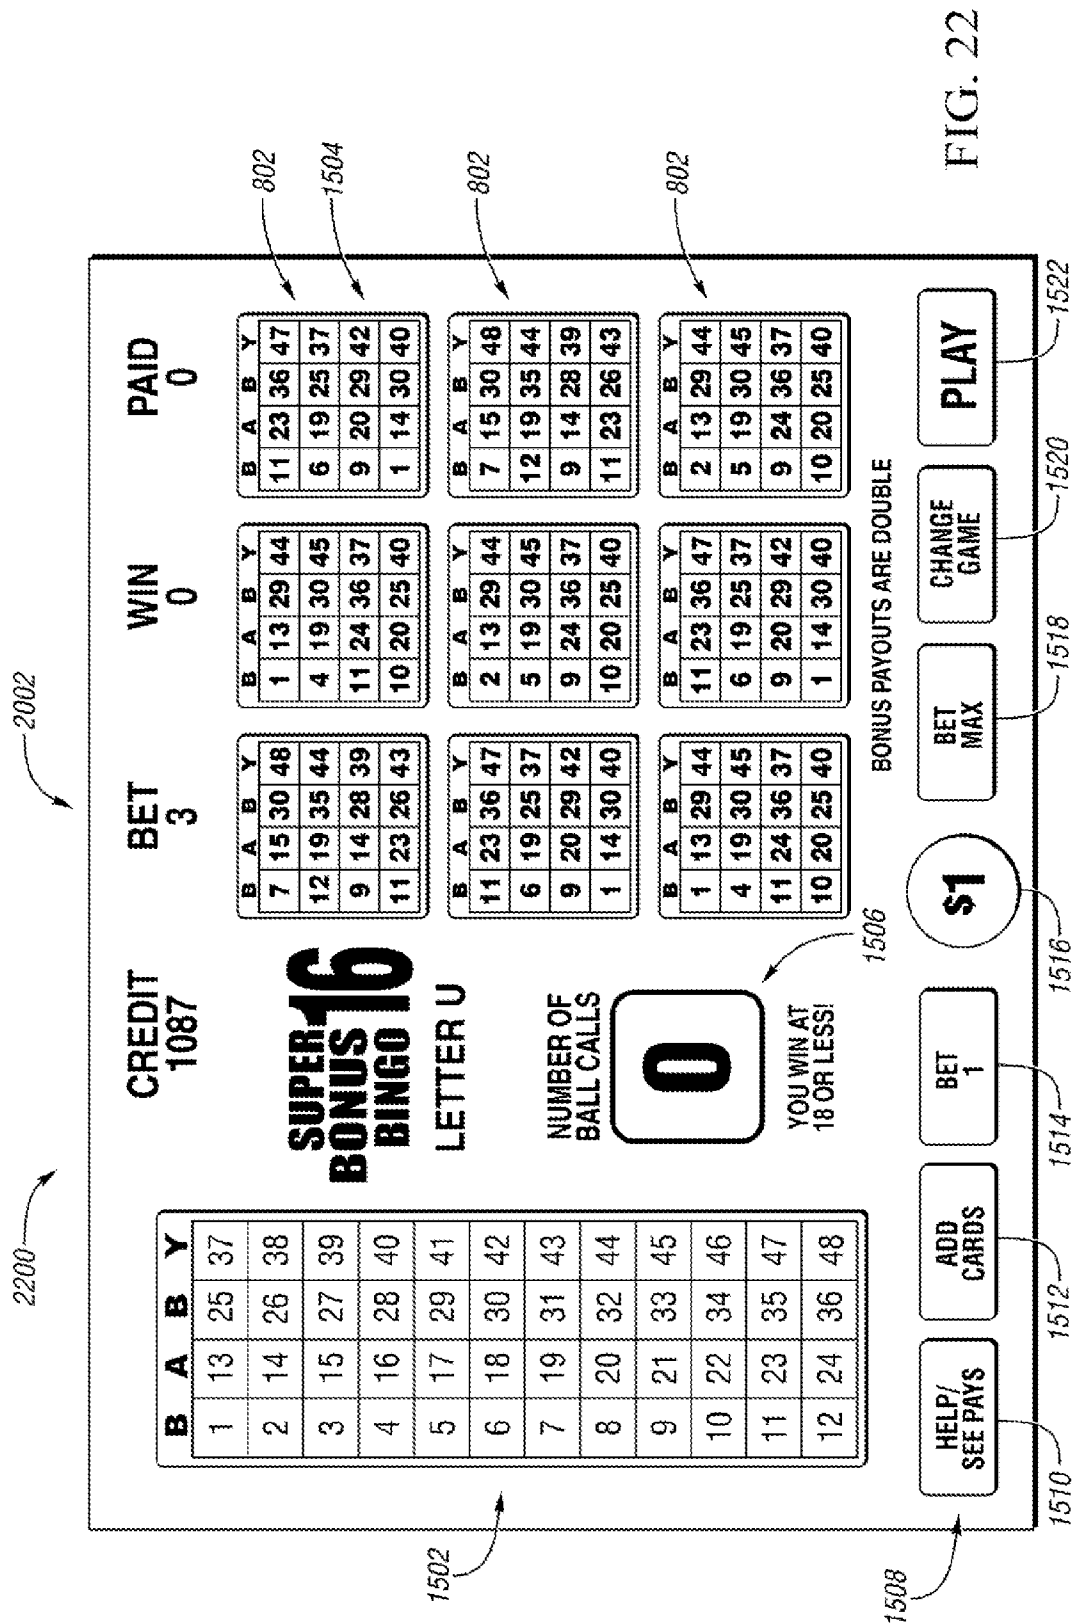 2200
2002
CREDIT
1087
BET
3
WIN
0
PAID
0
B A B Y
1 13 25 37
2 14 26 38
3 15 27 39
4 16 28 40
5 17 29 41
6 18 30 42
7 19 31 43
8 20 32 44
9 21 33 45
10 22 34 46
11 23 35 47
12 24 36 48
1502
SUPER
BONUS
BINGO
16
LETTER U
NUMBER OF
BALL CALLS
0
YOU WIN AT
18 OR LESS!
1506
B A B Y
7 15 30 48
12 19 35 44
9 14 28 39
11 23 26 43
B A B Y
1 13 29 44
4 19 30 45
11 24 36 37
10 20 25 40
B A B Y
11 23 36 47
6 19 25 37
9 20 29 42
1 14 30 40
802
1504
B A B Y
11 23 36 47
6 19 25 37
9 20 29 42
1 14 30 40
B A B Y
2 13 29 44
5 19 30 45
9 24 36 37
10 20 25 40
B A B Y
7 15 30 48
12 19 35 44
9 14 28 39
11 23 26 43
802
B A B Y
1 13 29 44
4 19 30 45
11 24 36 37
10 20 25 40
B A B Y
11 23 36 47
6 19 25 37
9 20 29 42
1 14 30 40
B A B Y
2 13 29 44
5 19 30 45
9 24 36 37
10 20 25 40
802
BONUS PAYOUTS ARE DOUBLE
1508
HELP/
SEE PAYS
ADD
CARDS
BET
1
$1
BET
MAX
CHANGE
GAME
PLAY
1510
1512
1514
1516
1518
1520
1522
FIG. 22